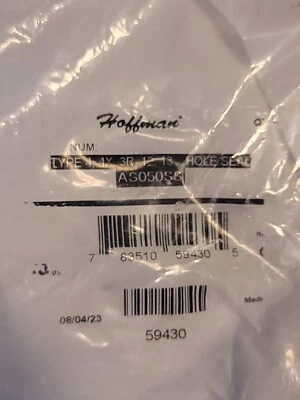 Hoffman
NUM:
TYPE 4, 4X, 3R, 12, 13, HOLE SEAL
AS050SS
7 83510 59430 5
08/04/23
Made
59430